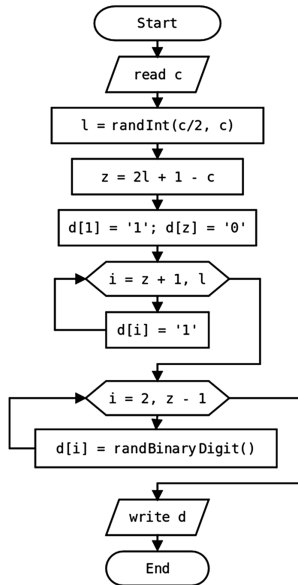 Start
read c
l = randInt(c/2, c)
z = 2l + 1 - c
d[1] = '1'; d[z] = '0'
i = z + 1, l
d[i] = '1'
i = 2, z - 1
d[i] = randBinaryDigit()
write d
End